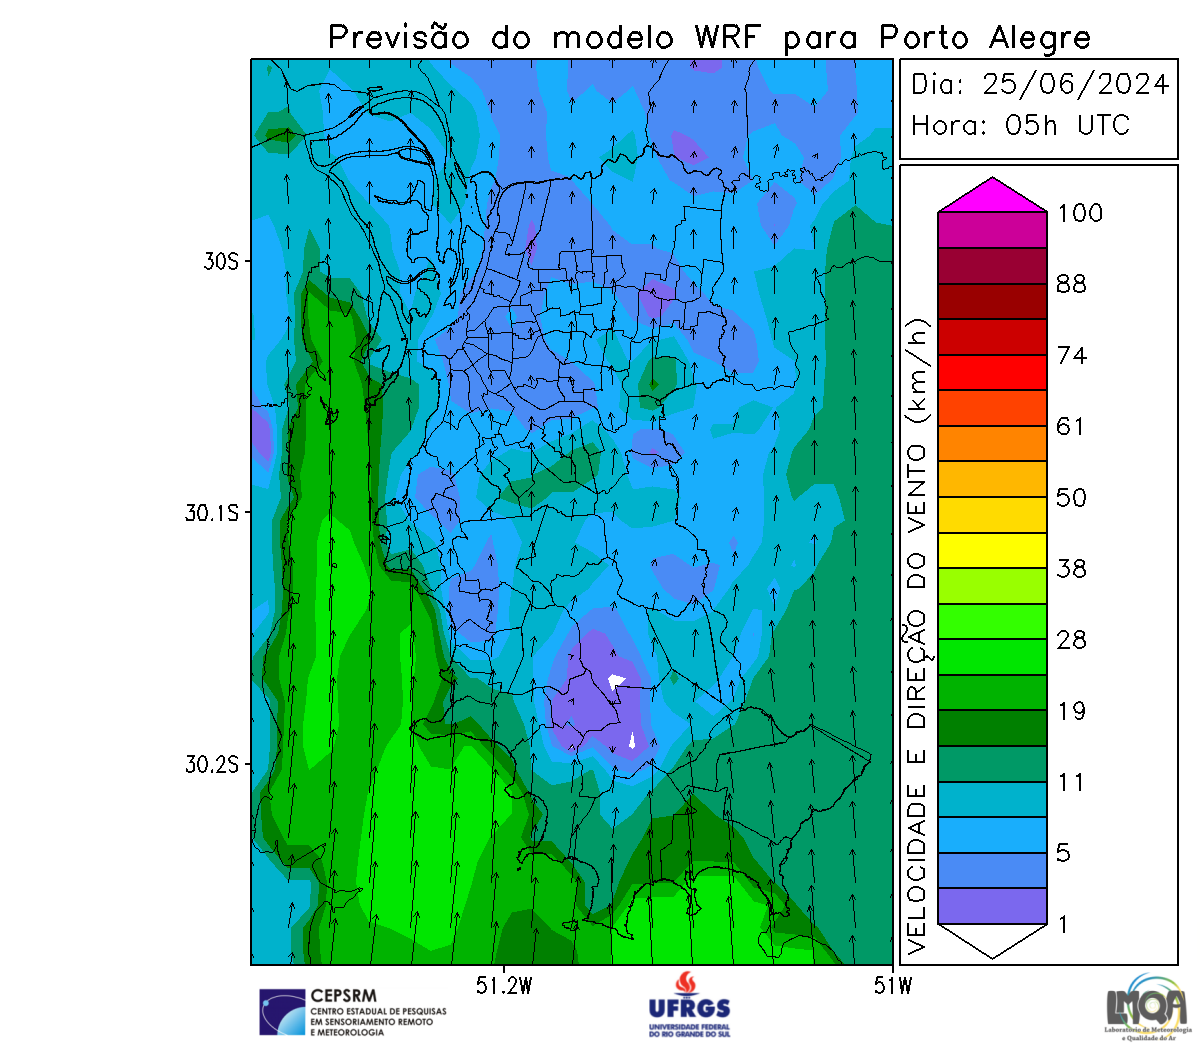 Previsão do modelo WRF para Porto Alegre
Dia: 25/06/2024
Hora: 05h UTC
30S
30.1S
30.2S
51.2W
51W
VELOCIDADE E DIREÇÃO DO VENTO (km/h)
100
88
74
61
50
38
28
19
11
5
1
CEPSRM
CENTRO ESTADUAL DE PESQUISAS
EM SENSORIAMENTO REMOTO
E METEOROLOGIA
UFRGS
UNIVERSIDADE FEDERAL
DO RIO GRANDE DO SUL
LMQA
Laboratório de Meteorologia
e Qualidade do Ar